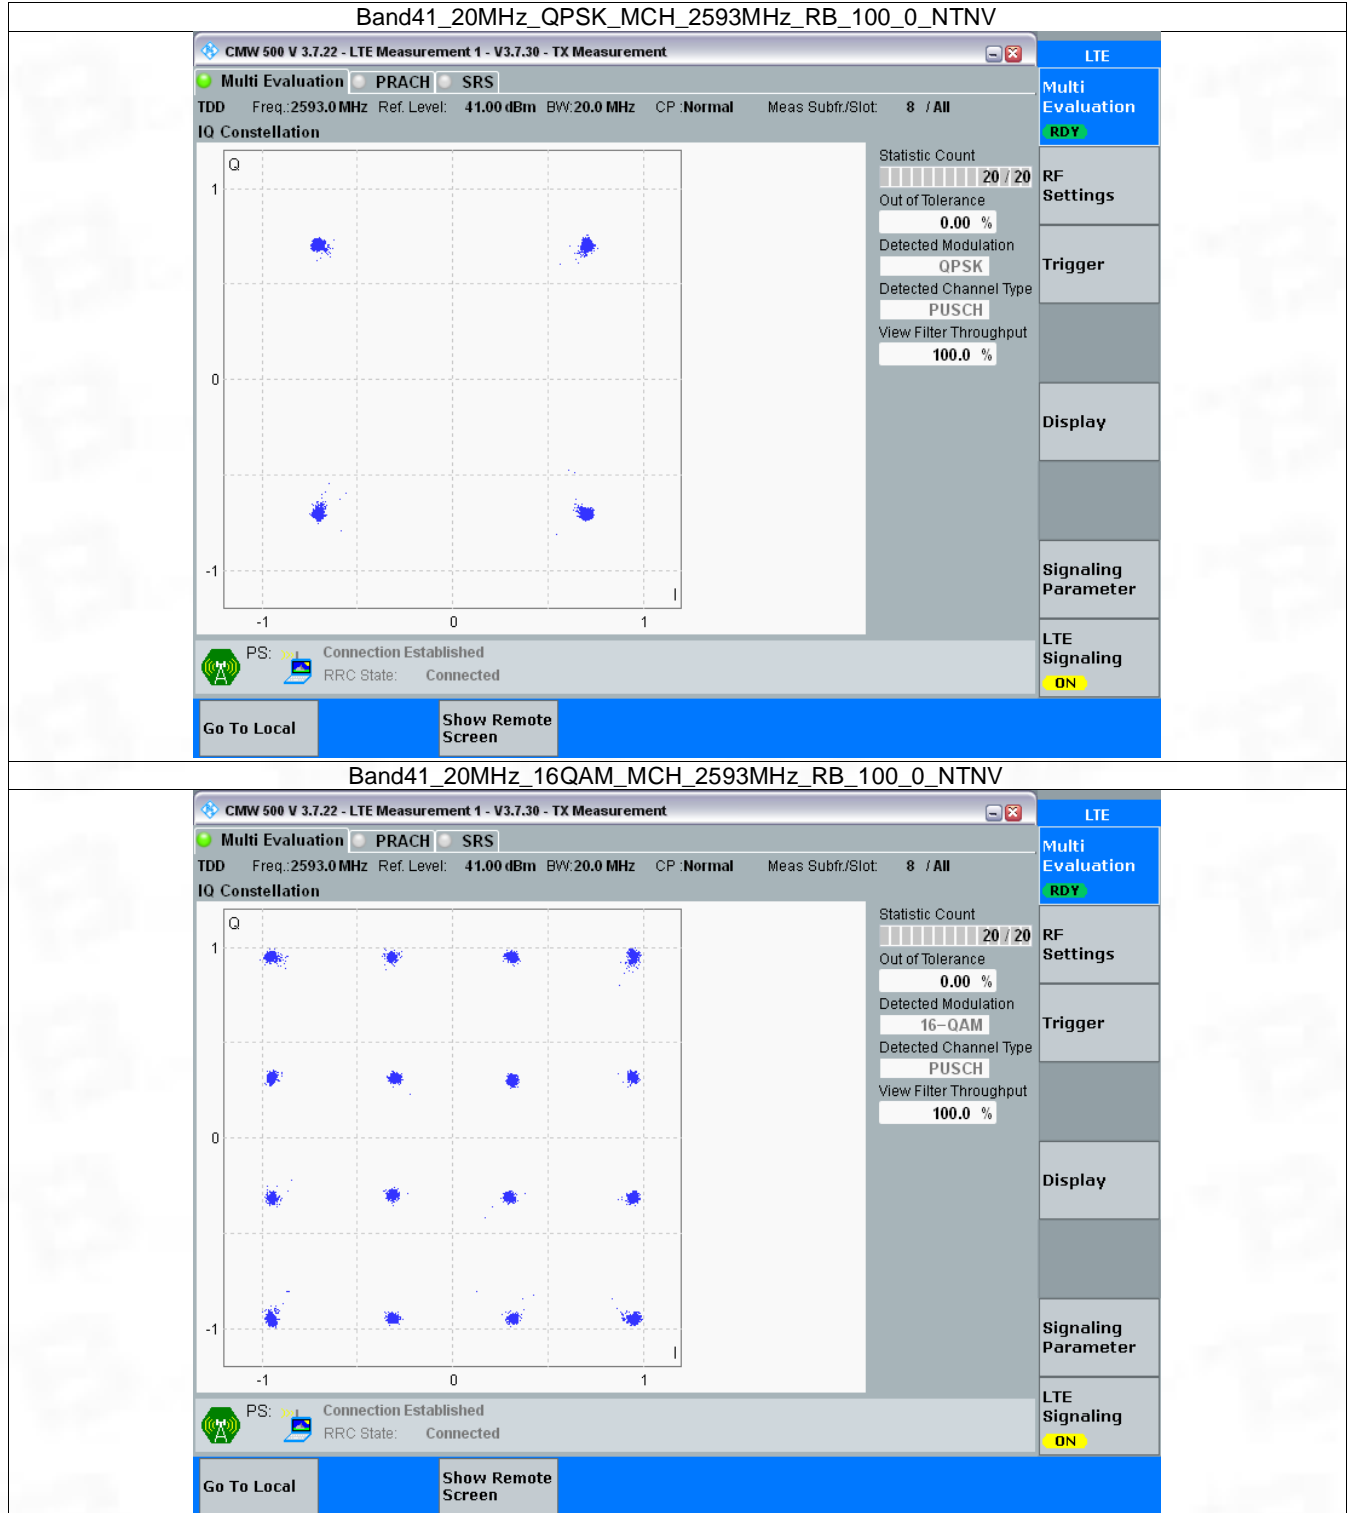 Band41_20MHz_QPSK_MCH_2593MHz_RB_100_0_NTNV
CMW 500 V 3.7.22 - LTE Measurement 1 - V3.7.30 - TX Measurement
LTE
Multi Evaluation PRACH SRS
Multi
Evaluation
RDY
TDD Freq.:2593.0 MHz Ref. Level: 41.00 dBm BW:20.0 MHz CP :Normal Meas Subfr./Slot: 8 / All
IQ Constellation
Q
1
0
-1
I
-1 0 1
Statistic Count
20 / 20
Out of Tolerance
0.00 %
Detected Modulation
QPSK
Detected Channel Type
PUSCH
View Filter Throughput
100.0 %
RF
Settings
Trigger
Display
Signaling
Parameter
LTE
Signaling
ON
PS: Connection Established
RRC State: Connected
Go To Local
Show Remote
Screen
Band41_20MHz_16QAM_MCH_2593MHz_RB_100_0_NTNV
CMW 500 V 3.7.22 - LTE Measurement 1 - V3.7.30 - TX Measurement
LTE
Multi Evaluation PRACH SRS
Multi
Evaluation
RDY
TDD Freq.:2593.0 MHz Ref. Level: 41.00 dBm BW:20.0 MHz CP :Normal Meas Subfr./Slot: 8 / All
IQ Constellation
Q
1
0
-1
I
-1 0 1
Statistic Count
20 / 20
Out of Tolerance
0.00 %
Detected Modulation
16-QAM
Detected Channel Type
PUSCH
View Filter Throughput
100.0 %
RF
Settings
Trigger
Display
Signaling
Parameter
LTE
Signaling
ON
PS: Connection Established
RRC State: Connected
Go To Local
Show Remote
Screen